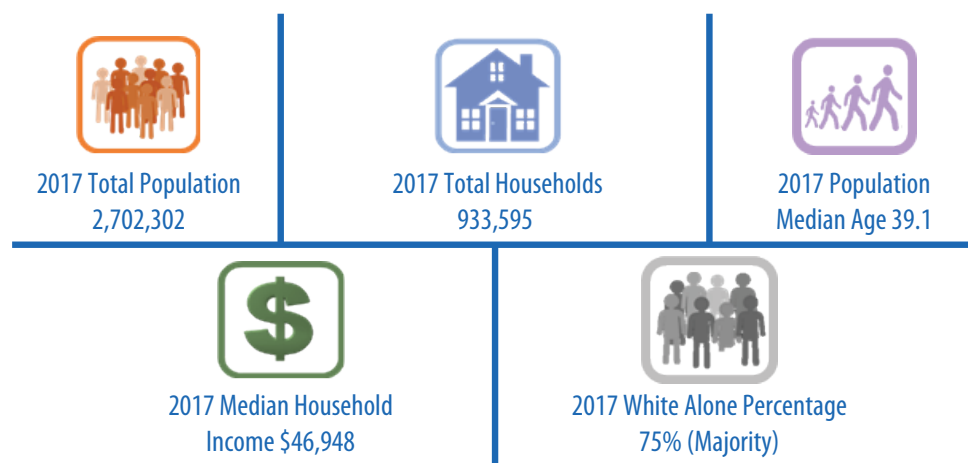 2017 Total Population
2,702,302
2017 Total Households
933,595
2017 Population
Median Age 39.1
$
2017 Median Household
Income $46,948
2017 White Alone Percentage
75% (Majority)